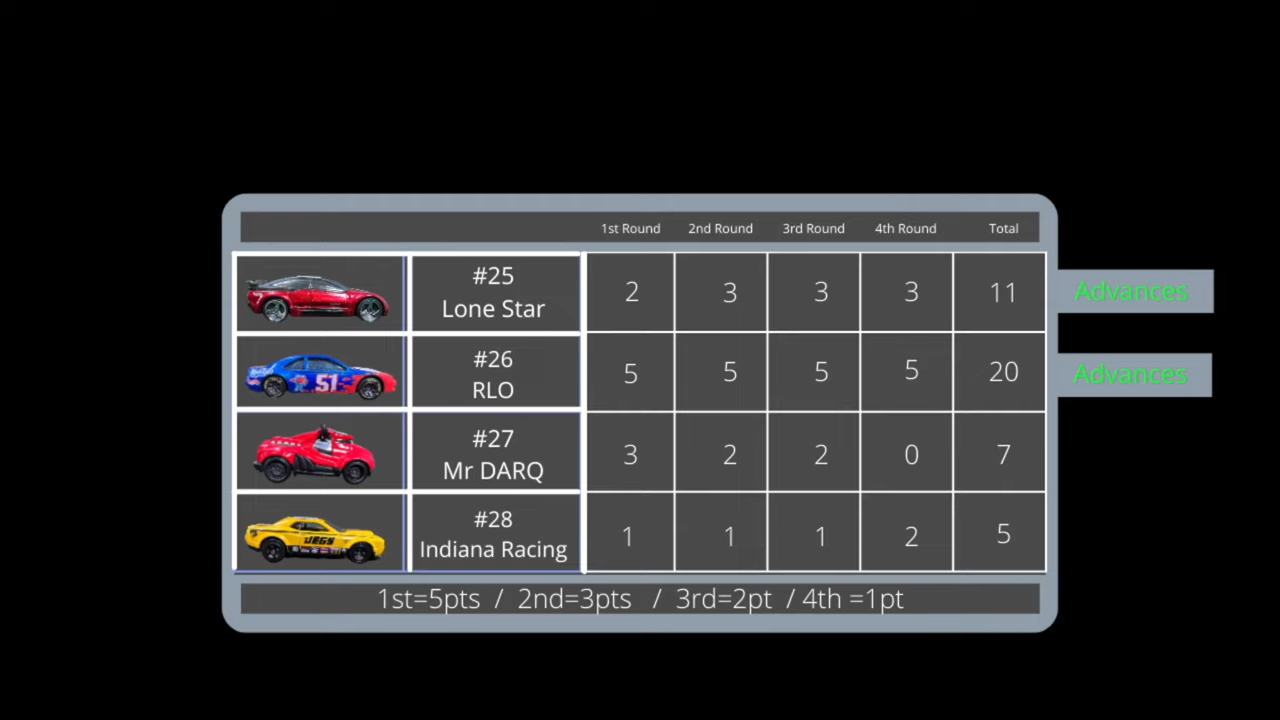 1st Round 2nd Round 3rd Round 4th Round Total
#25
Lone Star
2 3 3 3 11
Advances
#26
RLO
51
5 5 5 5 20
Advances
#27
Mr DARQ
3 2 2 0 7
#28
Indiana Racing
JEGS
1 1 1 2 5
1st=5pts / 2nd=3pts / 3rd=2pt / 4th =1pt